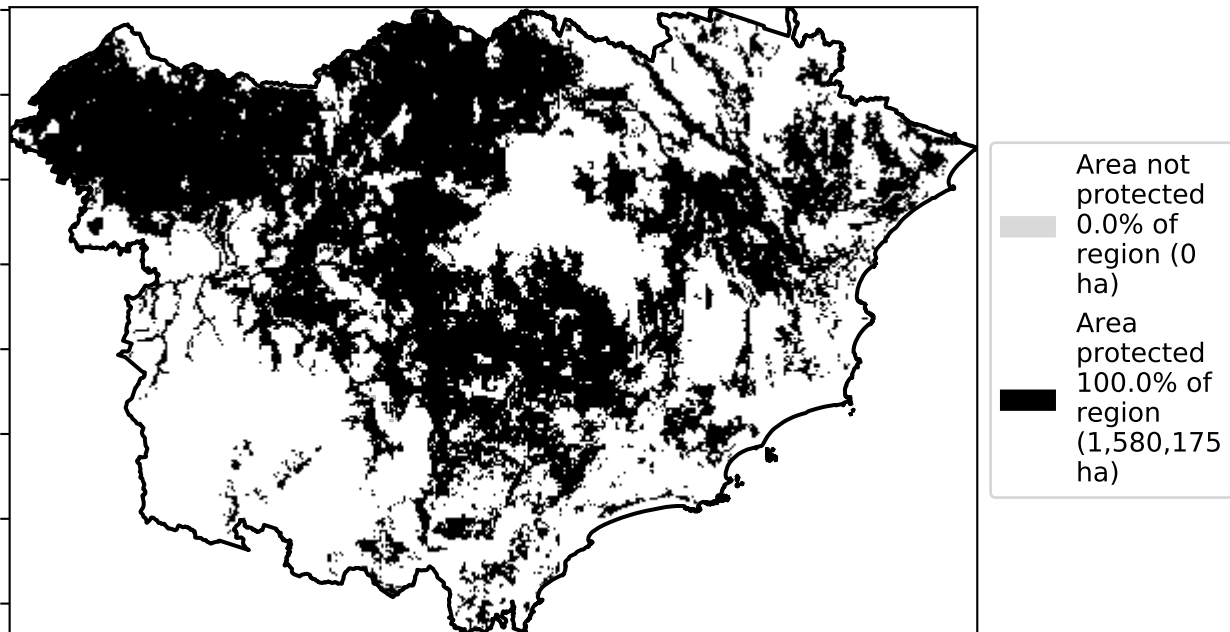 Area not
protected
0.0% of
region (0
ha)
Area
protected
100.0% of
region
(1,580,175
ha)